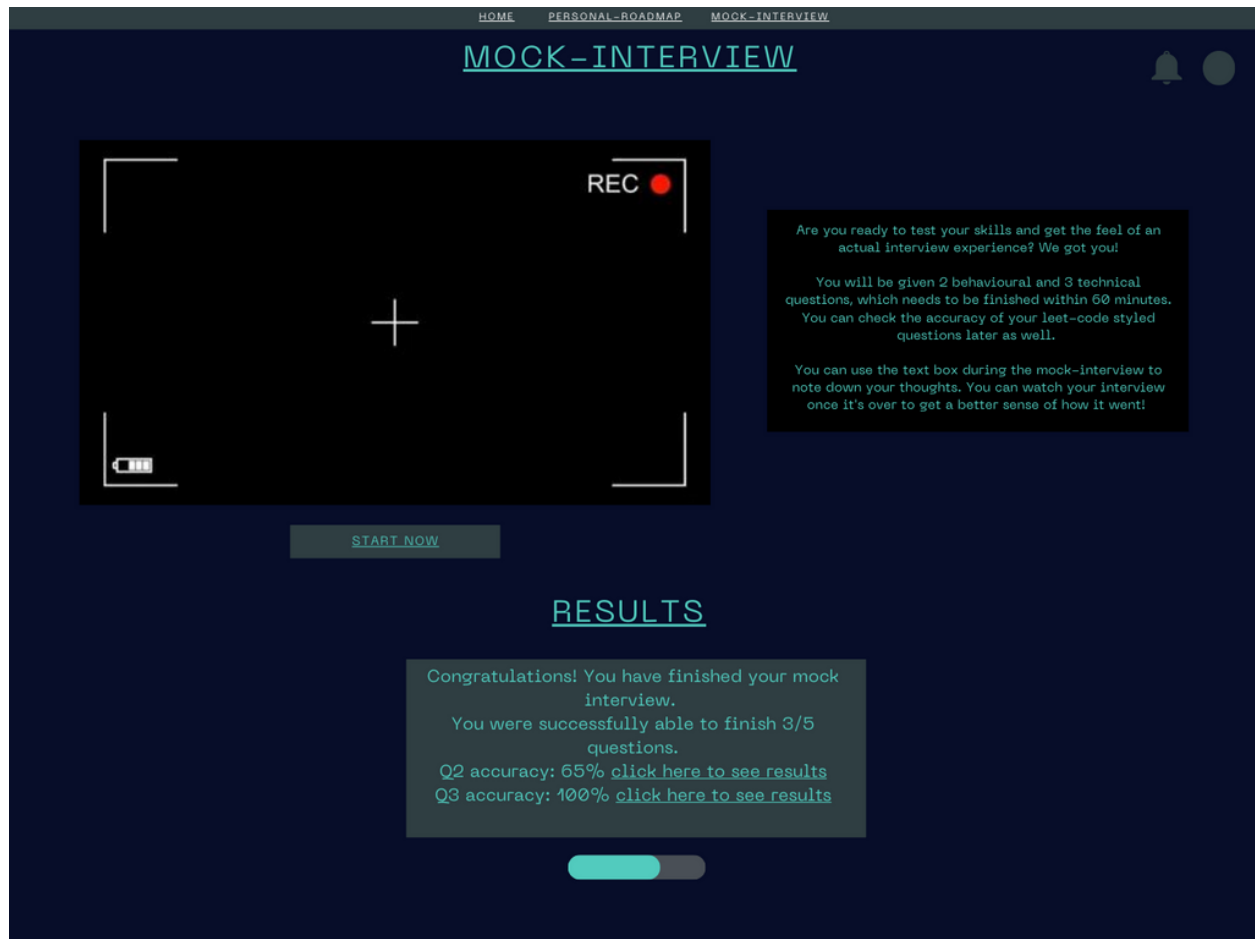 HOME PERSONAL-ROADMAP MOCK-INTERVIEW
MOCK-INTERVIEW
REC
Are you ready to test your skills and get the feel of an
actual interview experience? We got you!
You will be given 2 behavioural and 3 technical
questions, which needs to be finished within 60 minutes.
You can check the accuracy of your leet-code styled
questions later as well.
You can use the text box during the mock-interview to
note down your thoughts. You can watch your interview
once it's over to get a better sense of how it went!
START NOW
RESULTS
Congratulations! You have finished your mock
interview.
You were successfully able to finish 3/5
questions.
Q2 accuracy: 65% click here to see results
Q3 accuracy: 100% click here to see results